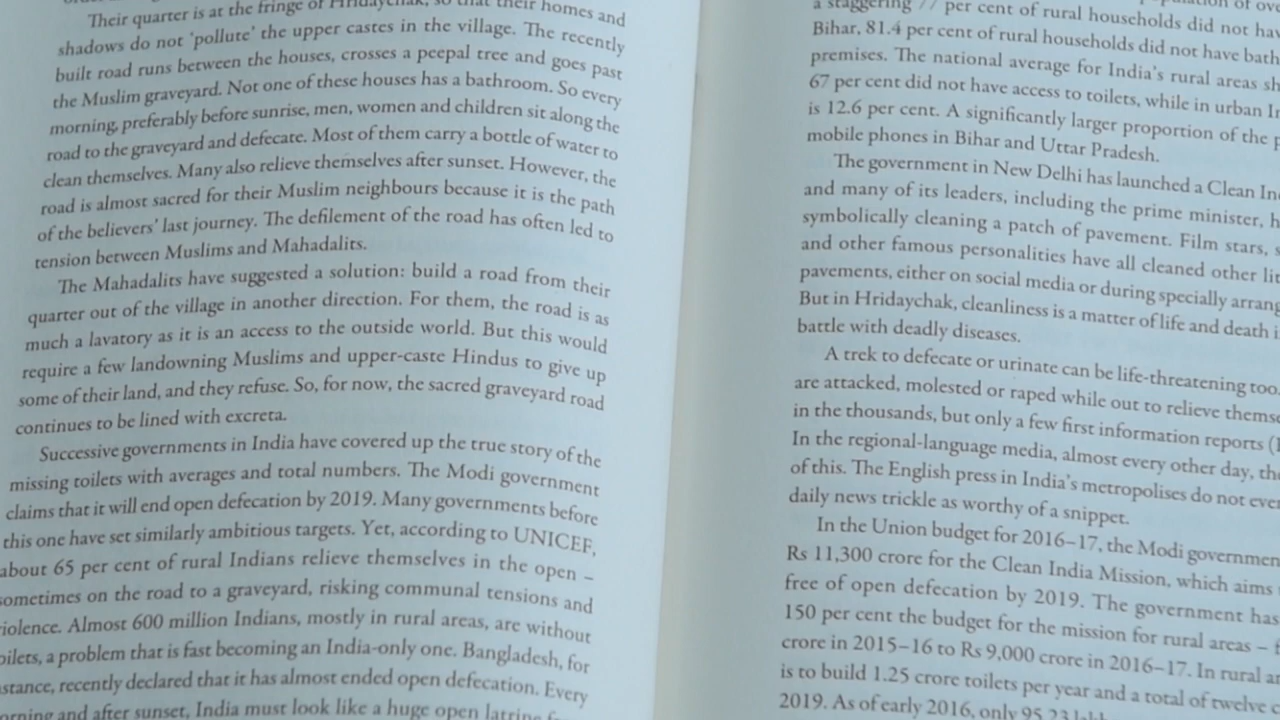 Their quarter is at the fringe of Hridaychak, so that their homes and
shadows do not ‘pollute’ the upper castes in the village. The recently
built road runs between the houses, crosses a peepal tree and goes past
the Muslim graveyard. Not one of these houses has a bathroom. So every
morning, preferably before sunrise, men, women and children sit along the
road to the graveyard and defecate. Most of them carry a bottle of water to
clean themselves. Many also relieve themselves after sunset. However, the
road is almost sacred for their Muslim neighbours because it is the path
of the believers’ last journey. The defilement of the road has often led to
tension between Muslims and Mahadalits.
The Mahadalits have suggested a solution: build a road from their
quarter out of the village in another direction. For them, the road is as
much a lavatory as it is an access to the outside world. But this would
require a few landowning Muslims and upper-caste Hindus to give up
some of their land, and they refuse. So, for now, the sacred graveyard road
continues to be lined with excreta.
Successive governments in India have covered up the true story of the
missing toilets with averages and total numbers. The Modi government
claims that it will end open defecation by 2019. Many governments before
this one have set similarly ambitious targets. Yet, according to UNICEF,
about 65 per cent of rural Indians relieve themselves in the open –
sometimes on the road to a graveyard, risking communal tensions and
violence. Almost 600 million Indians, mostly in rural areas, are without
oilets, a problem that is fast becoming an India-only one. Bangladesh, for
stance, recently declared that it has almost ended open defecation. Every
orning and after sunset, India must look like a huge open latrine
a staggering 77 per cent of rural households did not hav
Bihar, 81.4 per cent of rural households did not have bath
premises. The national average for India’s rural areas sh
67 per cent did not have access to toilets, while in urban In
is 12.6 per cent. A significantly larger proportion of the p
mobile phones in Bihar and Uttar Pradesh.
The government in New Delhi has launched a Clean In
and many of its leaders, including the prime minister, h
symbolically cleaning a patch of pavement. Film stars, s
and other famous personalities have all cleaned other lit
pavements, either on social media or during specially arrang
But in Hridaychak, cleanliness is a matter of life and death i
battle with deadly diseases.
A trek to defecate or urinate can be life-threatening too.
are attacked, molested or raped while out to relieve themse
in the thousands, but only a few first information reports (
In the regional-language media, almost every other day, th
of this. The English press in India’s metropolises do not eve
daily news trickle as worthy of a snippet.
In the Union budget for 2016–17, the Modi governmen
Rs 11,300 crore for the Clean India Mission, which aims
free of open defecation by 2019. The government has
150 per cent the budget for the mission for rural areas –
crore in 2015–16 to Rs 9,000 crore in 2016–17. In rural ar
is to build 1.25 crore toilets per year and a total of twelve c
2019. As of early 2016, only 95.23